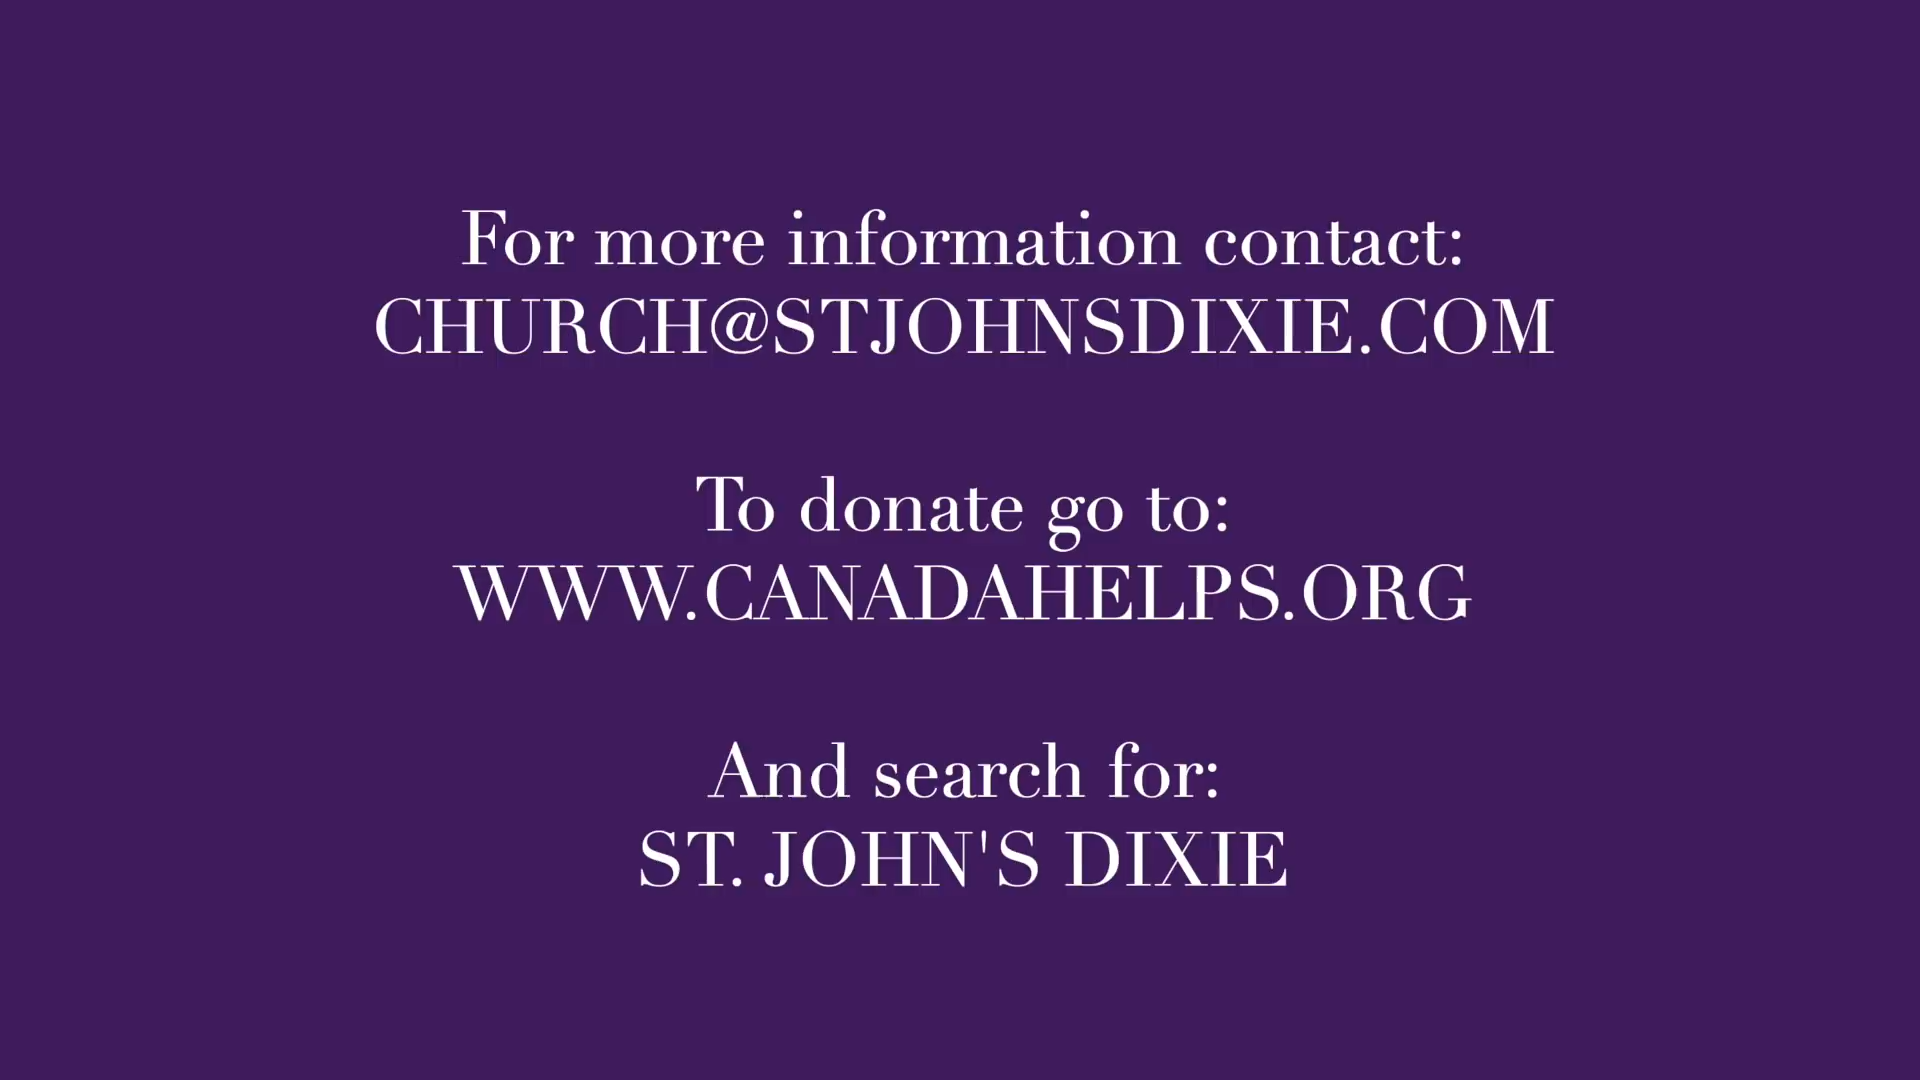 For more information contact:
CHURCH@STJOHNSDIXIE.COM
To donate go to:
WWW.CANADAHELPS.ORG
And search for:
ST. JOHN'S DIXIE